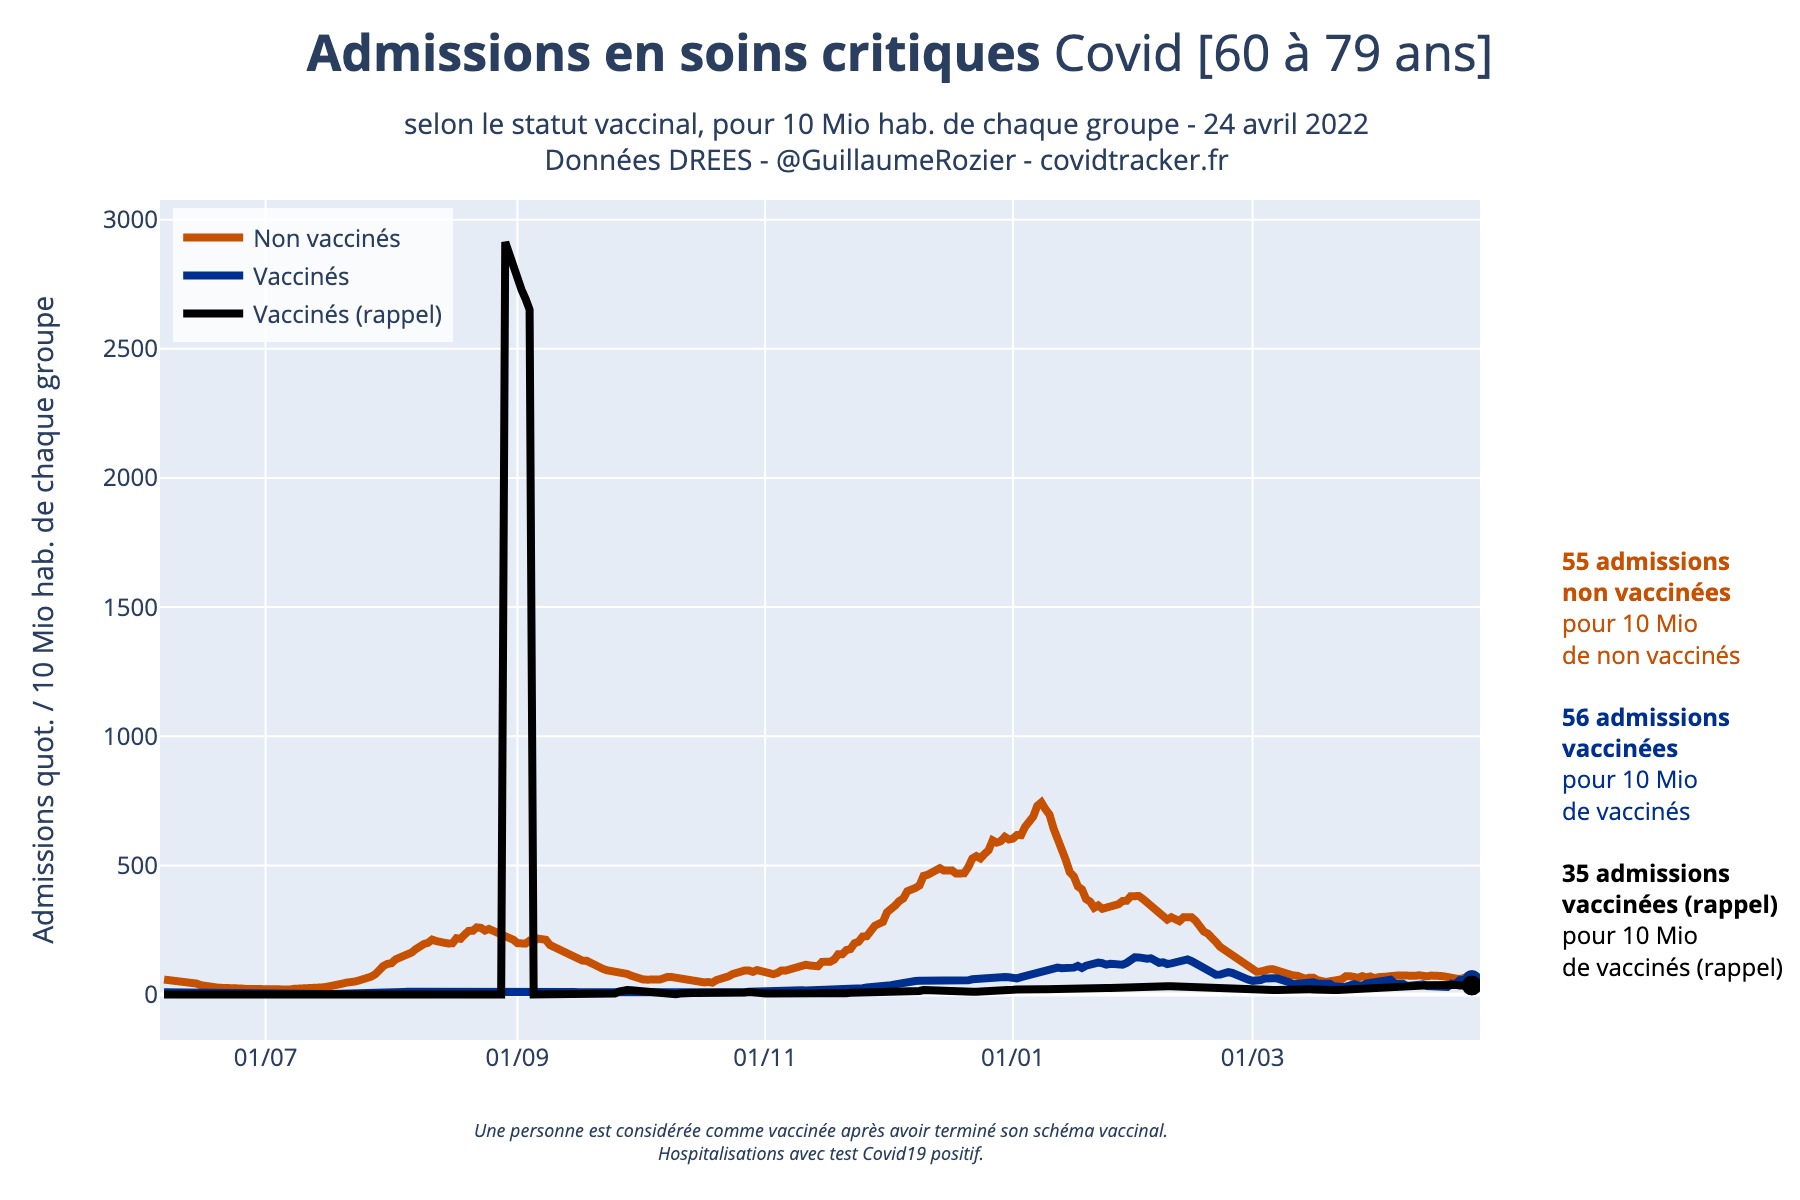 Admissions en soins critiques Covid [60 à 79 ans]
selon le statut vaccinal, pour 10 Mio hab. de chaque groupe - 24 avril 2022
Données DREES - @GuillaumeRozier - covidtracker.fr
Admissions quot. / 10 Mio hab. de chaque groupe
3000
2500
2000
1500
1000
500
0
Non vaccinés
Vaccinés
Vaccinés (rappel)
01/07
01/09
01/11
01/01
01/03
55 admissions
non vaccinées
pour 10 Mio
de non vaccinés
56 admissions
vaccinées
pour 10 Mio
de vaccinés
35 admissions
vaccinées (rappel)
pour 10 Mio
de vaccinés (rappel)
Une personne est considérée comme vaccinée après avoir terminé son schéma vaccinal.
Hospitalisations avec test Covid19 positif.